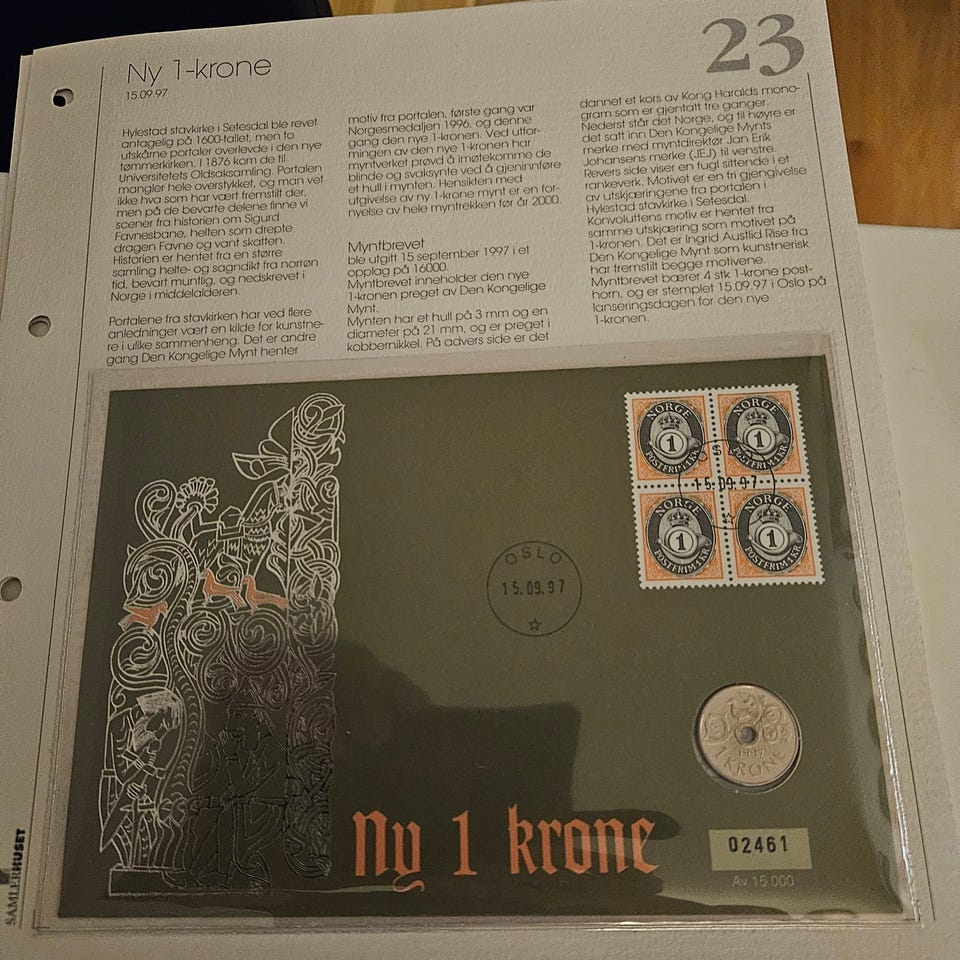 Ny 1-krone
15.09.97
23
Hylestad stavkirke i Setesdal ble revet
antagelig på 1600-tallet, men to
utskårne portaler overlevde i den nye
tømmerkirken. I 1876 kom de til
Universitetets Oldsaksamling. Portalen
mangler hele overstykket, og man vet
ikke hva som har vært fremstilt der,
men på de bevarte delene finne vi
scener fra historien om Sigurd
Favnesbane, helten som drepte
dragen Favne og vant skatten.
Historien er hentet fra en større
samling helte- og sagndikt fra norrøn
tid, bevart muntlig, og nedskrevet i
Norge i middelalderen.
Portalene fra stavkirken har ved flere
anledninger vært en kilde for kunstne-
re i ulike sammenheng. Det er andre
gang Den Kongelige Mynt henter
motiv fra portalen, første gang var
Norgesmedaljen 1996, og denne
gang den nye 1-kronen. Ved utfor-
mingen av den nye 1-kronen har
myntverket prøvd å imøtekomme de
blinde og svaksynte ved å gjeninnføre
et hull i mynten. Hensikten med
utgivelse av ny 1-krone mynt er en for-
nyelse av hele myntrekken før år 2000.
Myntbrevet
ble utgitt 15 september 1997 i et
opplag på 16000.
Myntbrevet inneholder den nye
1-kronen preget av Den Kongelige
Mynt.
Mynten har et hull på 3 mm og en
diameter på 21 mm, og er preget i
kobbernikkel. På advers side er det
dannet et kors av Kong Haralds mono-
gram som er gjentatt tre ganger.
Nederst står det Norge, og til høyre er
det satt inn Den Kongelige Mynts
merke med myntdirektør Jan Erik
Johansens merke (JEJ) til venstre.
Revers side viser en fugl sittende i et
rankeverk. Motivet er en fri gjengivelse
av utskjæringene fra portalen i
Hylestad stavkirke i Setesdal.
Konvoluttens motiv er hentet fra
samme utskjæring som motivet på
1-kronen. Det er Ingrid Austlid Rise fra
Den Kongelige Mynt som kunstnerisk
har fremstilt begge motivene.
Myntbrevet bærer 4 stk 1-krone post-
horn, og er stemplet 15.09.97 i Oslo på
lanseringsdagen for den nye
1-kronen.
NORGE
1
POSTFRIM 1 KR
NORGE
1
POSTFRIM 1 KR
15.09.97
NORGE
1
POSTFRIM 1 KR
NORGE
1
POSTFRIM 1 KR
OSLO
15.09.97
1997
1 KRONE
Ny 1 krone
02461
Av 15.000
SAMLERHUSET